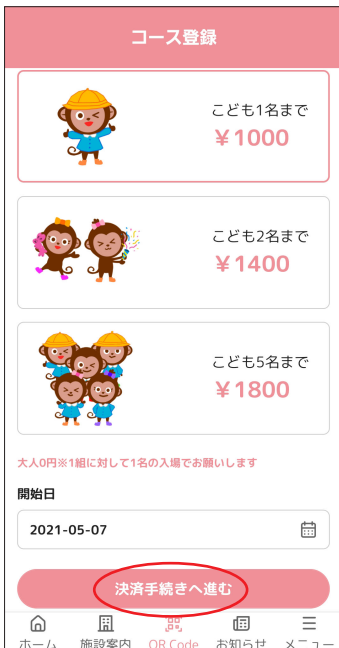 コース登録
こども1名まで
￥1000
こども2名まで
￥1400
こども5名まで
￥1800
大人0円※1組に対して1名の入場でお願いします
開始日
2021-05-07
決済手続きへ進む
ホーム 施設案内 QR Code お知らせ メニュー